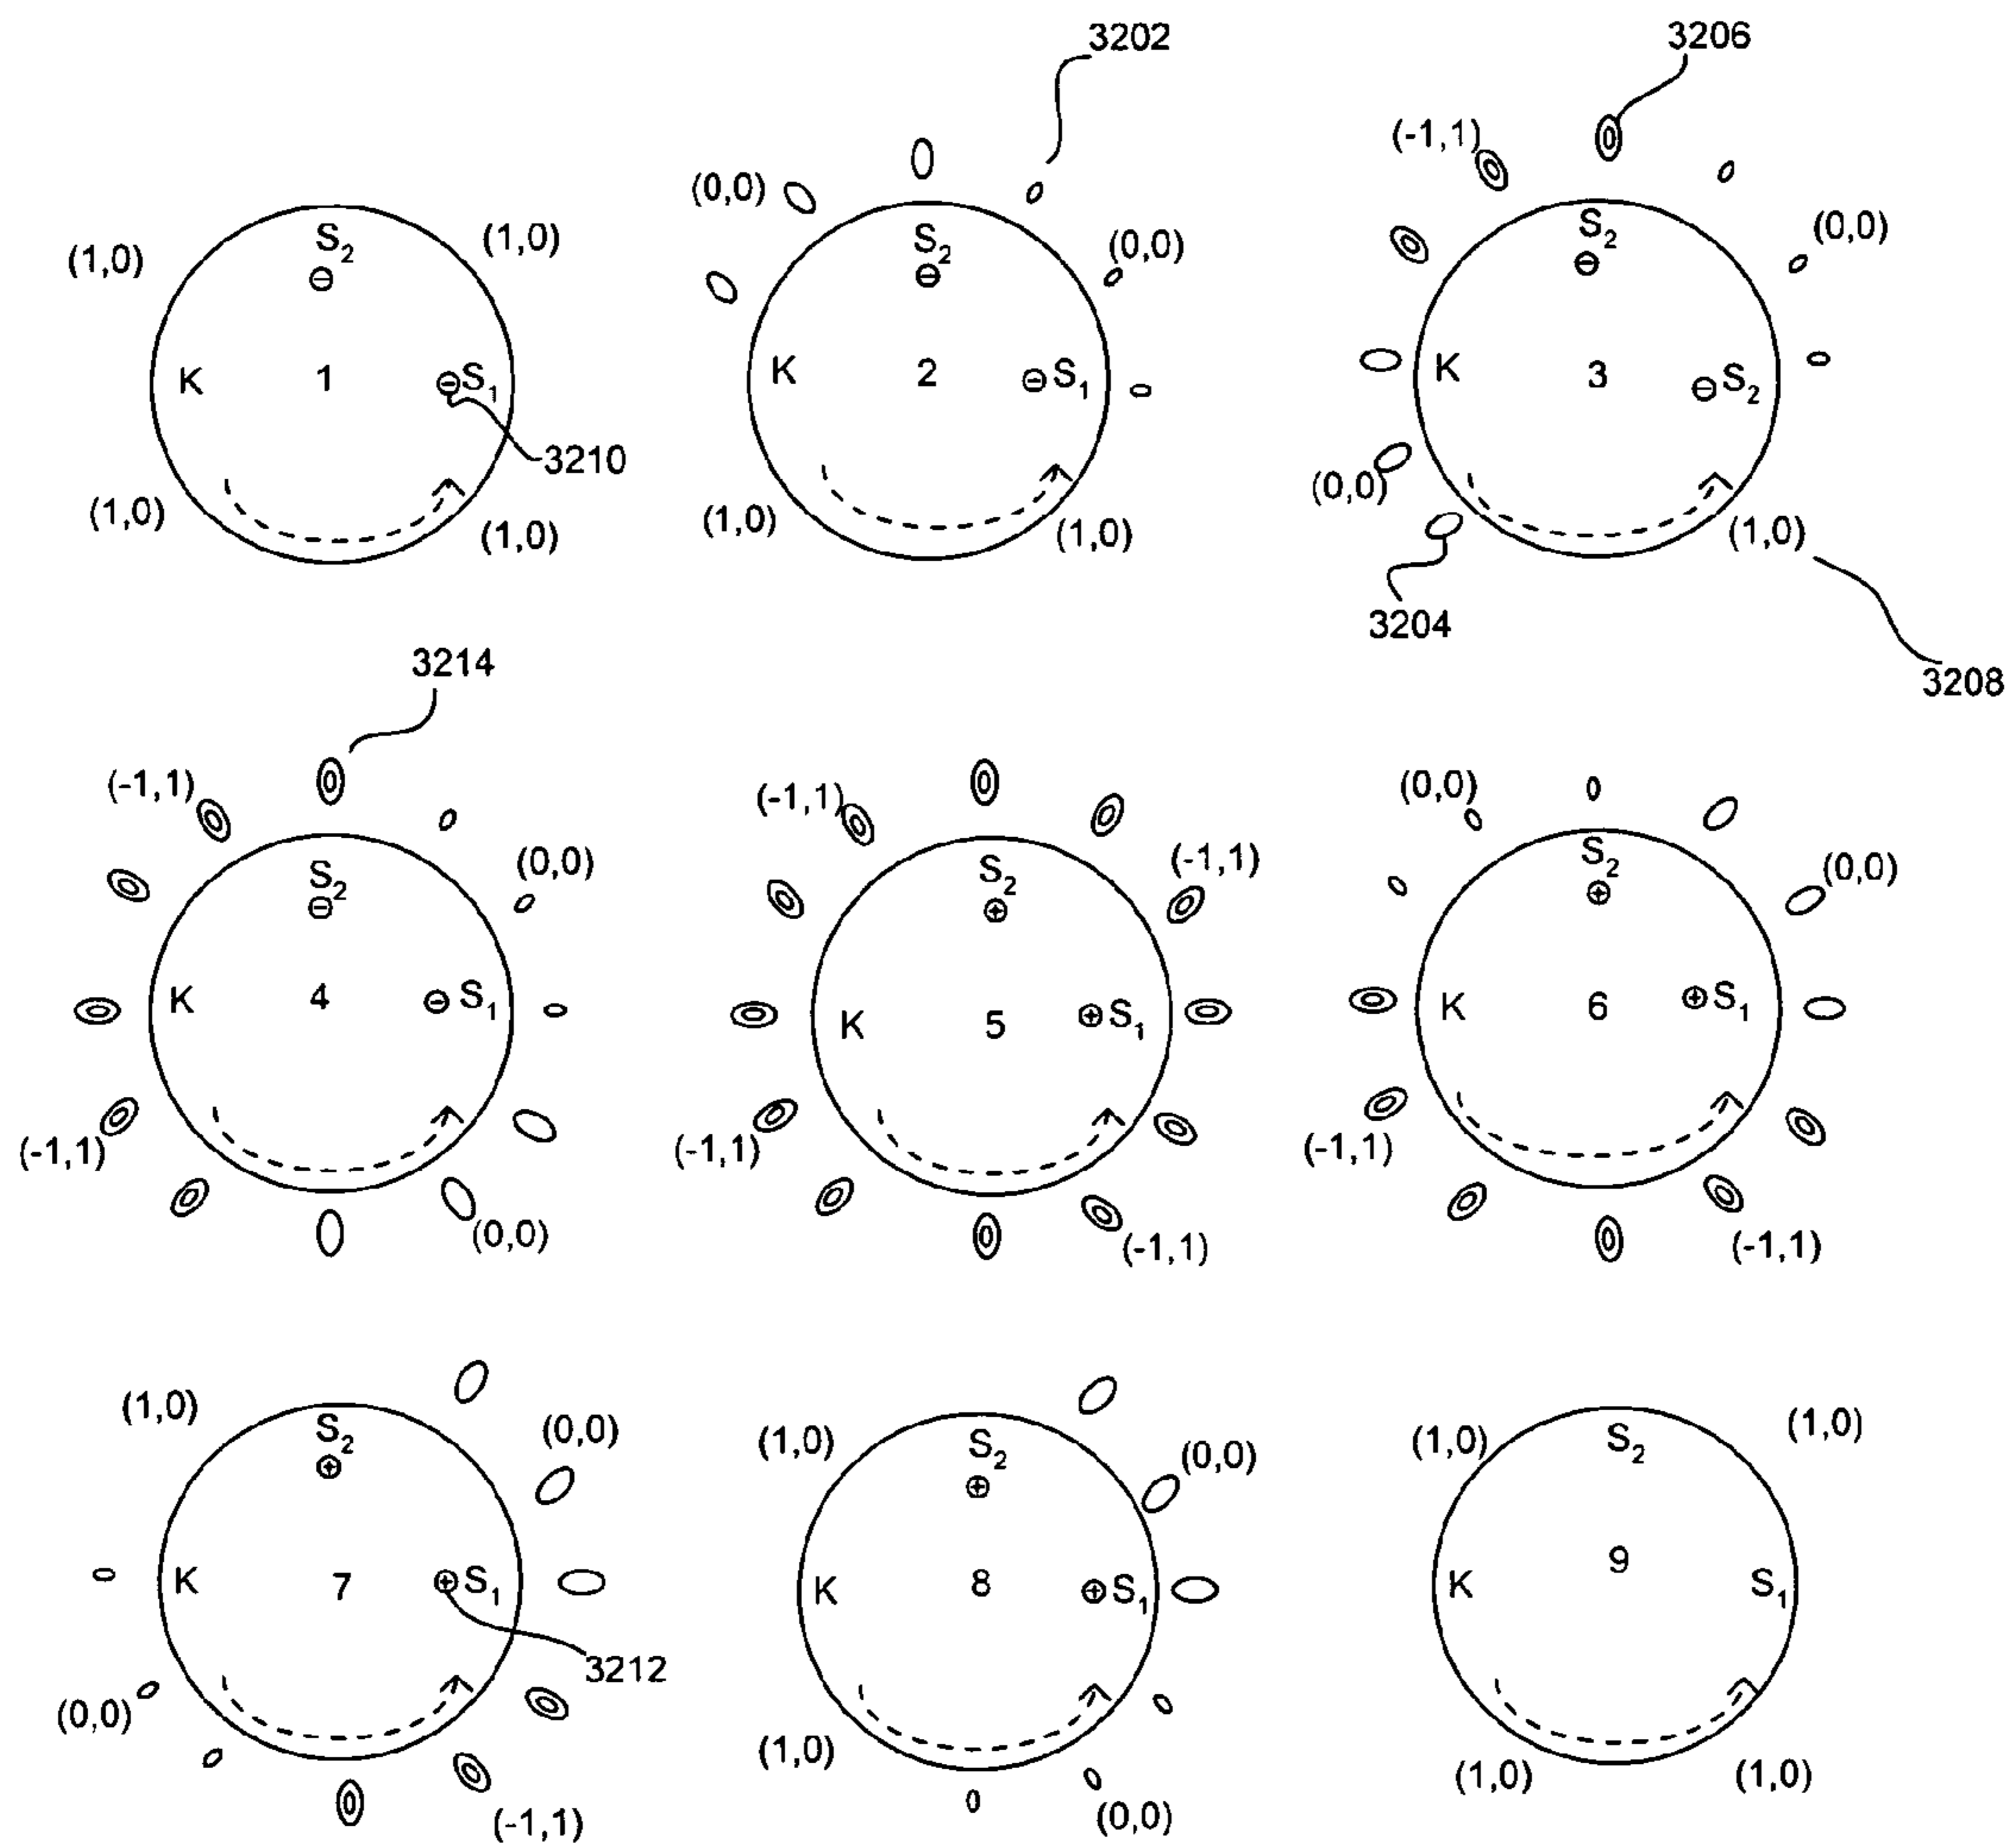 3202
3206
(1,0)
(1,0)
S2
⊖
K
1
⊖S1
3210
(1,0)
(1,0)
(0,0)
(0,0)
S2
⊖
K
2
⊖S1
(1,0)
(1,0)
(-1,1)
(0,0)
S2
⊖
K
3
⊖S2
(0,0)
(1,0)
3204
3208
3214
(-1,1)
(0,0)
S2
⊖
K
4
⊖S1
(-1,1)
(0,0)
(-1,1)
(-1,1)
S2
⊕
K
5
⊕S1
(-1,1)
(-1,1)
(0,0)
(0,0)
S2
⊕
K
6
⊕S1
(-1,1)
(-1,1)
(1,0)
(0,0)
S2
⊕
K
7
⊕S1
3212
(0,0)
(-1,1)
(1,0)
(0,0)
S2
⊕
K
8
⊕S1
(1,0)
(0,0)
(1,0)
(1,0)
S2
K
9
S1
(1,0)
(1,0)